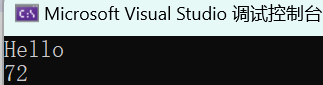 Microsoft Visual Studio 调试控制台
Hello
72